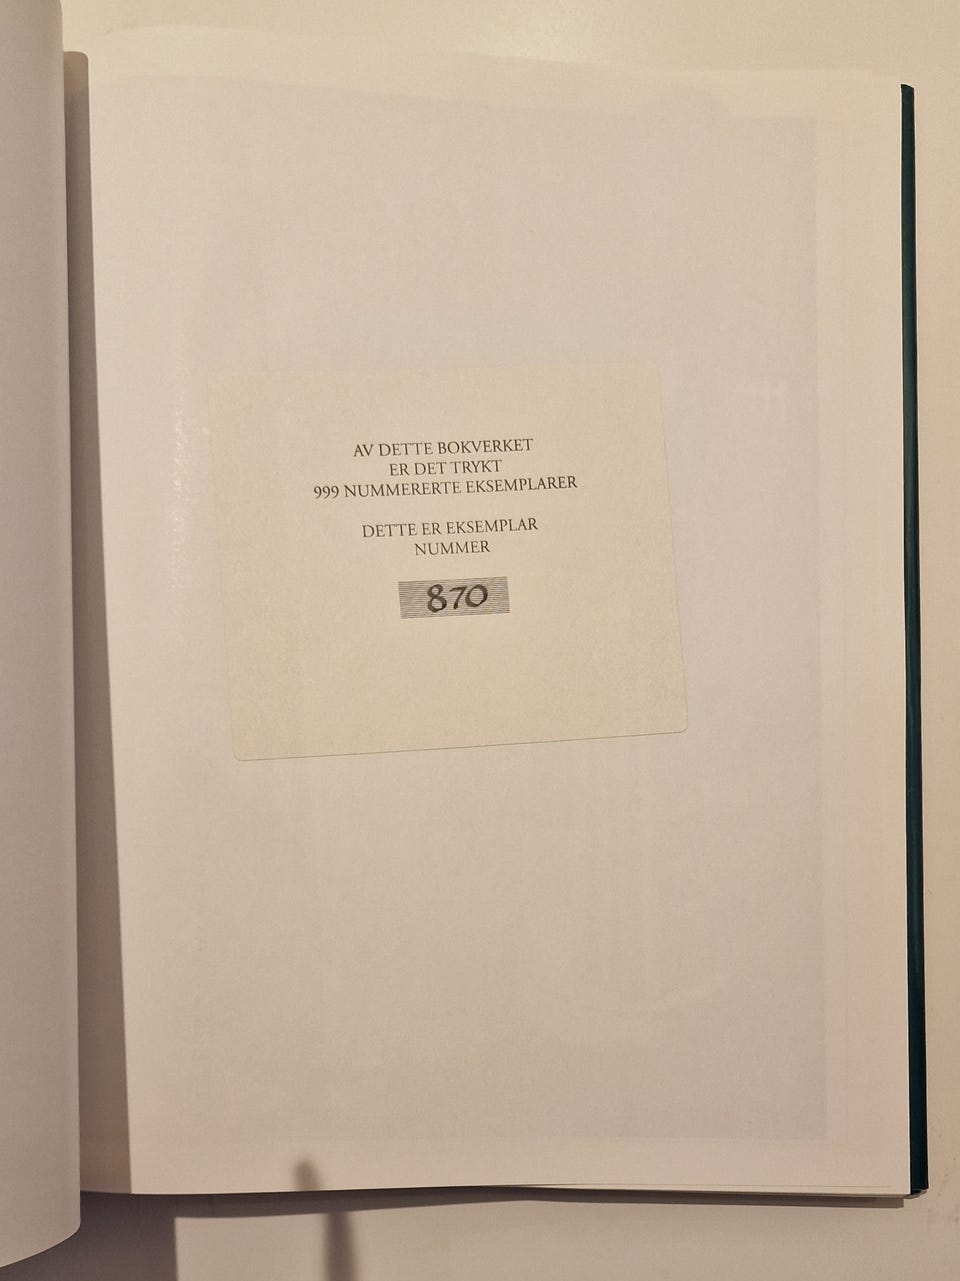 AV DETTE BOKVERKET
ER DET TRYKT
999 NUMMERERTE EKSEMPLARER
DETTE ER EKSEMPLAR
NUMMER
870